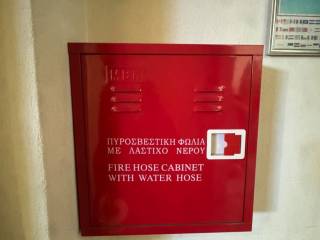 ΠΥΡΟΣΒΕΣΤΙΚΗ ΦΩΛΙΑ
ΜΕ ΛΑΣΤΙΧΟ ΝΕΡΟΥ
FIRE HOSE CABINET
WITH WATER HOSE